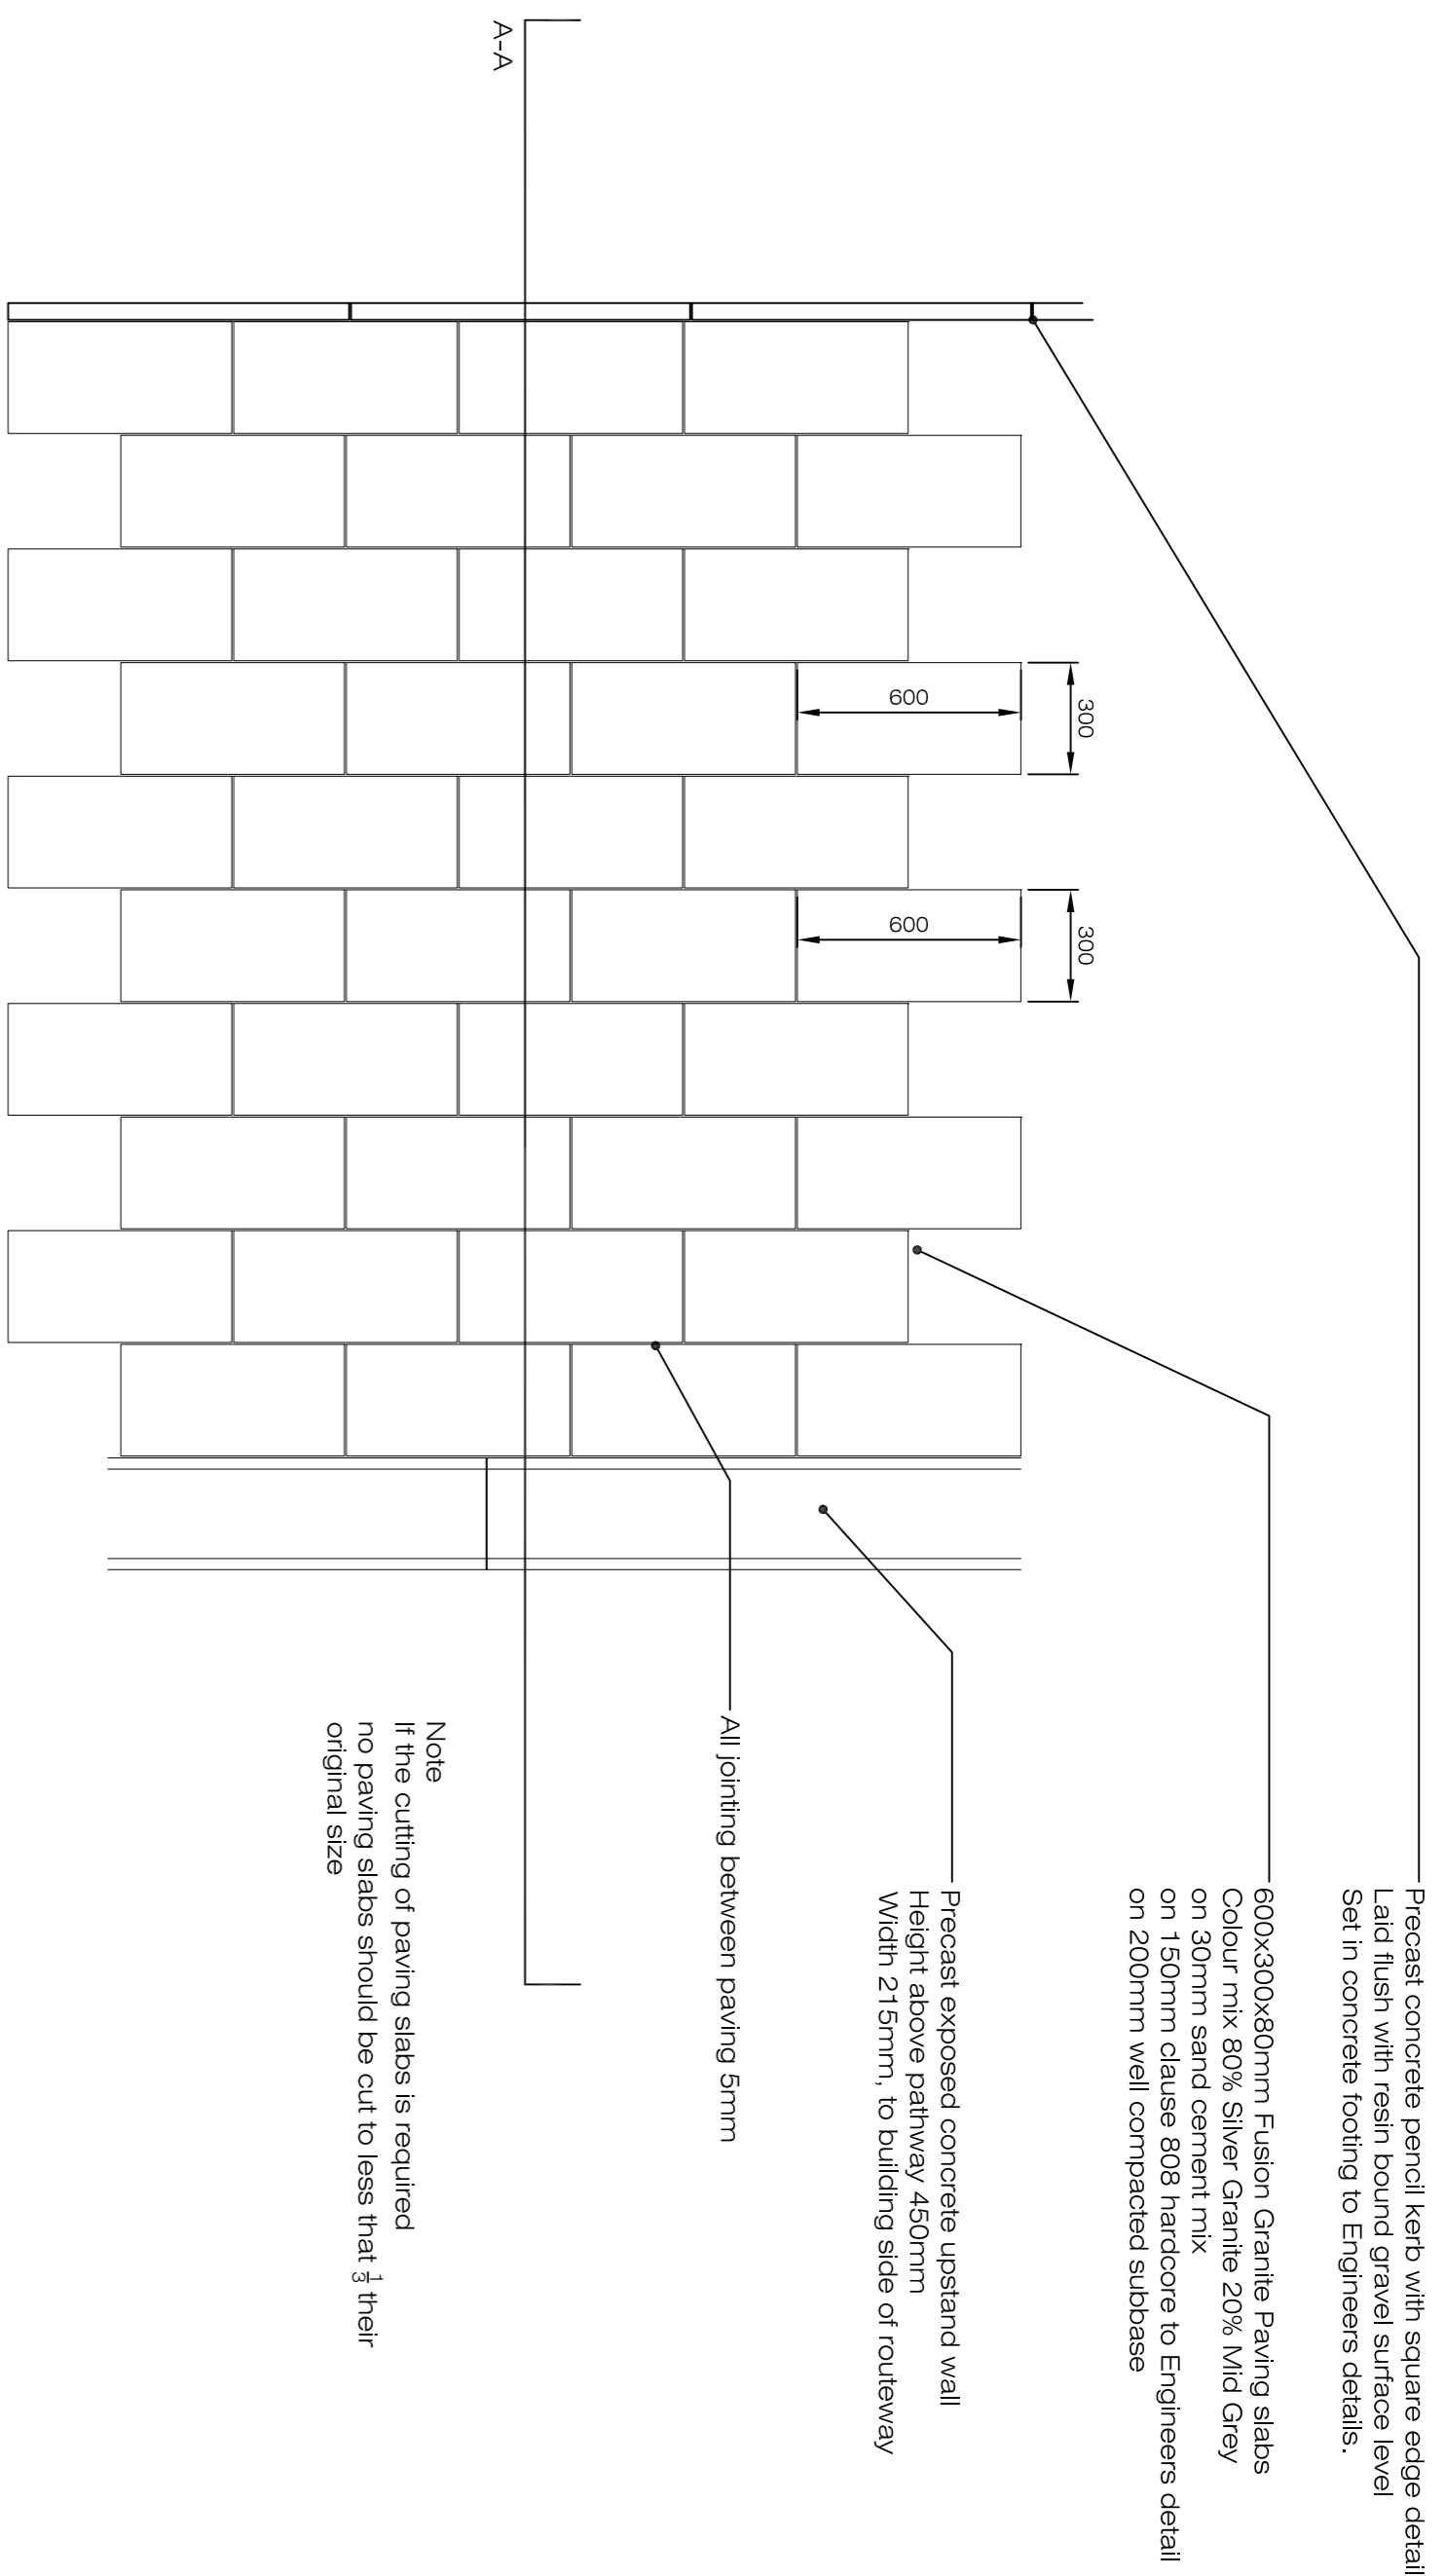 Precast concrete pencil kerb with square edge detail
Laid flush with resin bound gravel surface level
Set in concrete footing to Engineers details.
600x300x80mm Fusion Granite Paving slabs
Colour mix 80% Silver Granite 20% Mid Grey
on 30mm sand cement mix
on 150mm clause 808 hardcore to Engineers detail
on 200mm well compacted subbase
300
300
600
600
Precast exposed concrete upstand wall
Height above pathway 450mm
Width 215mm, to building side of routeway
All jointing between paving 5mm
A-A
Note
If the cutting of paving slabs is required
no paving slabs should be cut to less that 1/3 their
original size